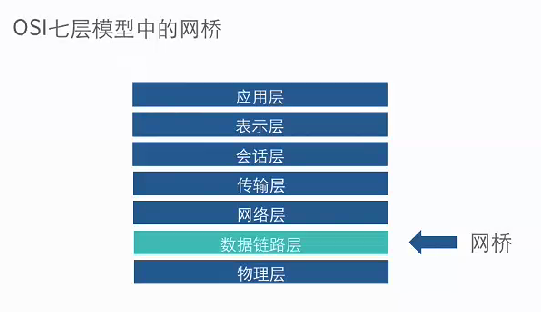 OSI七层模型中的网桥
应用层
表示层
会话层
传输层
网络层
数据链路层
网桥
物理层